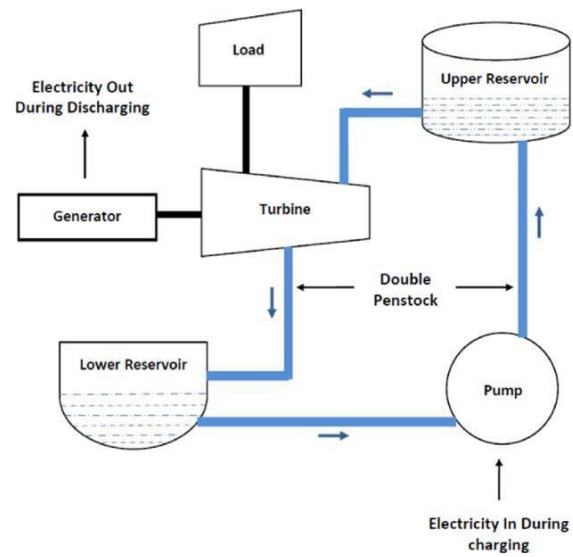 Load
Upper Reservoir
Electricity Out
During Discharging
Turbine
Generator
Double
Penstock
Lower Reservoir
Pump
Electricity In During
charging